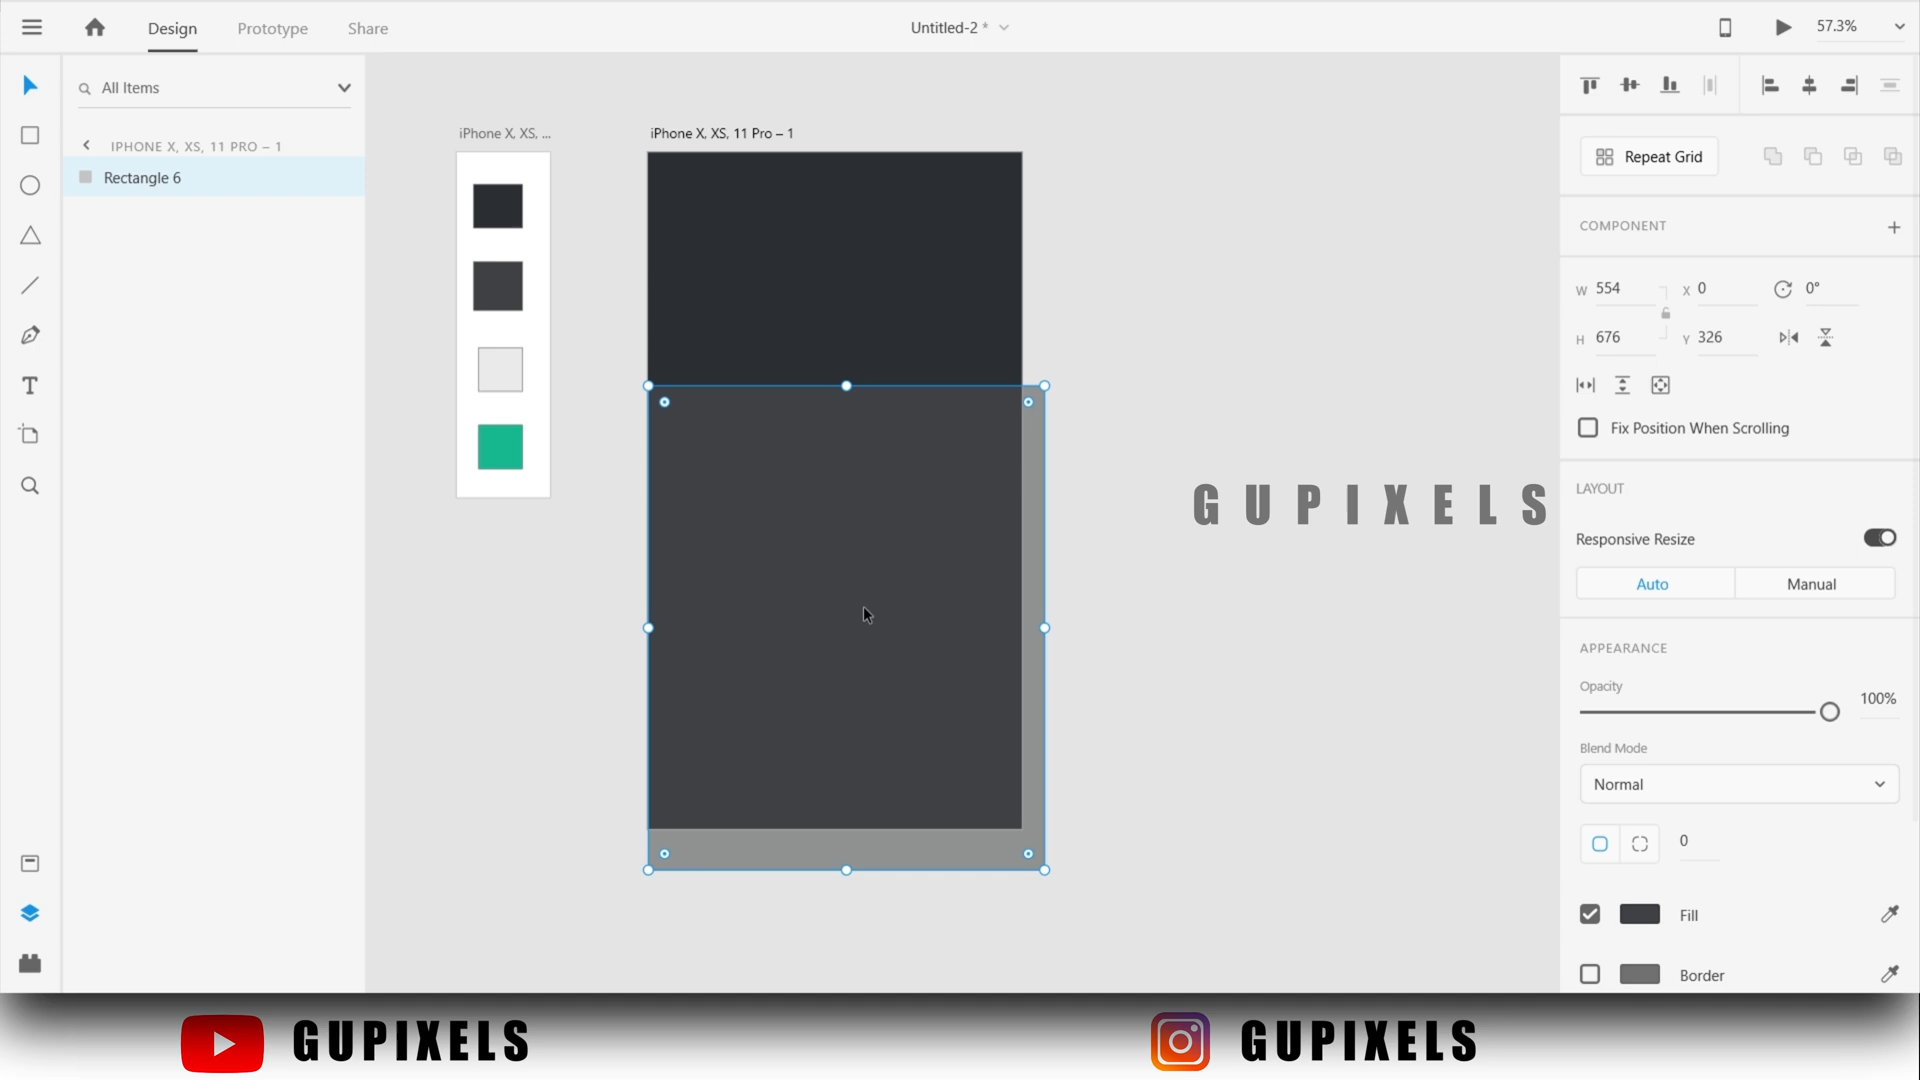 Design
Prototype
Share
Untitled-2 *
57.3%
All Items
IPHONE X, XS, 11 PRO – 1
Rectangle 6
iPhone X, XS, ...
iPhone X, XS, 11 Pro – 1
Repeat Grid
COMPONENT
W 554
X 0
0°
H 676
Y 326
Fix Position When Scrolling
LAYOUT
Responsive Resize
Auto
Manual
APPEARANCE
Opacity
100%
Blend Mode
Normal
0
Fill
Border
GUPIXELS
GUPIXELS
GUPIXELS